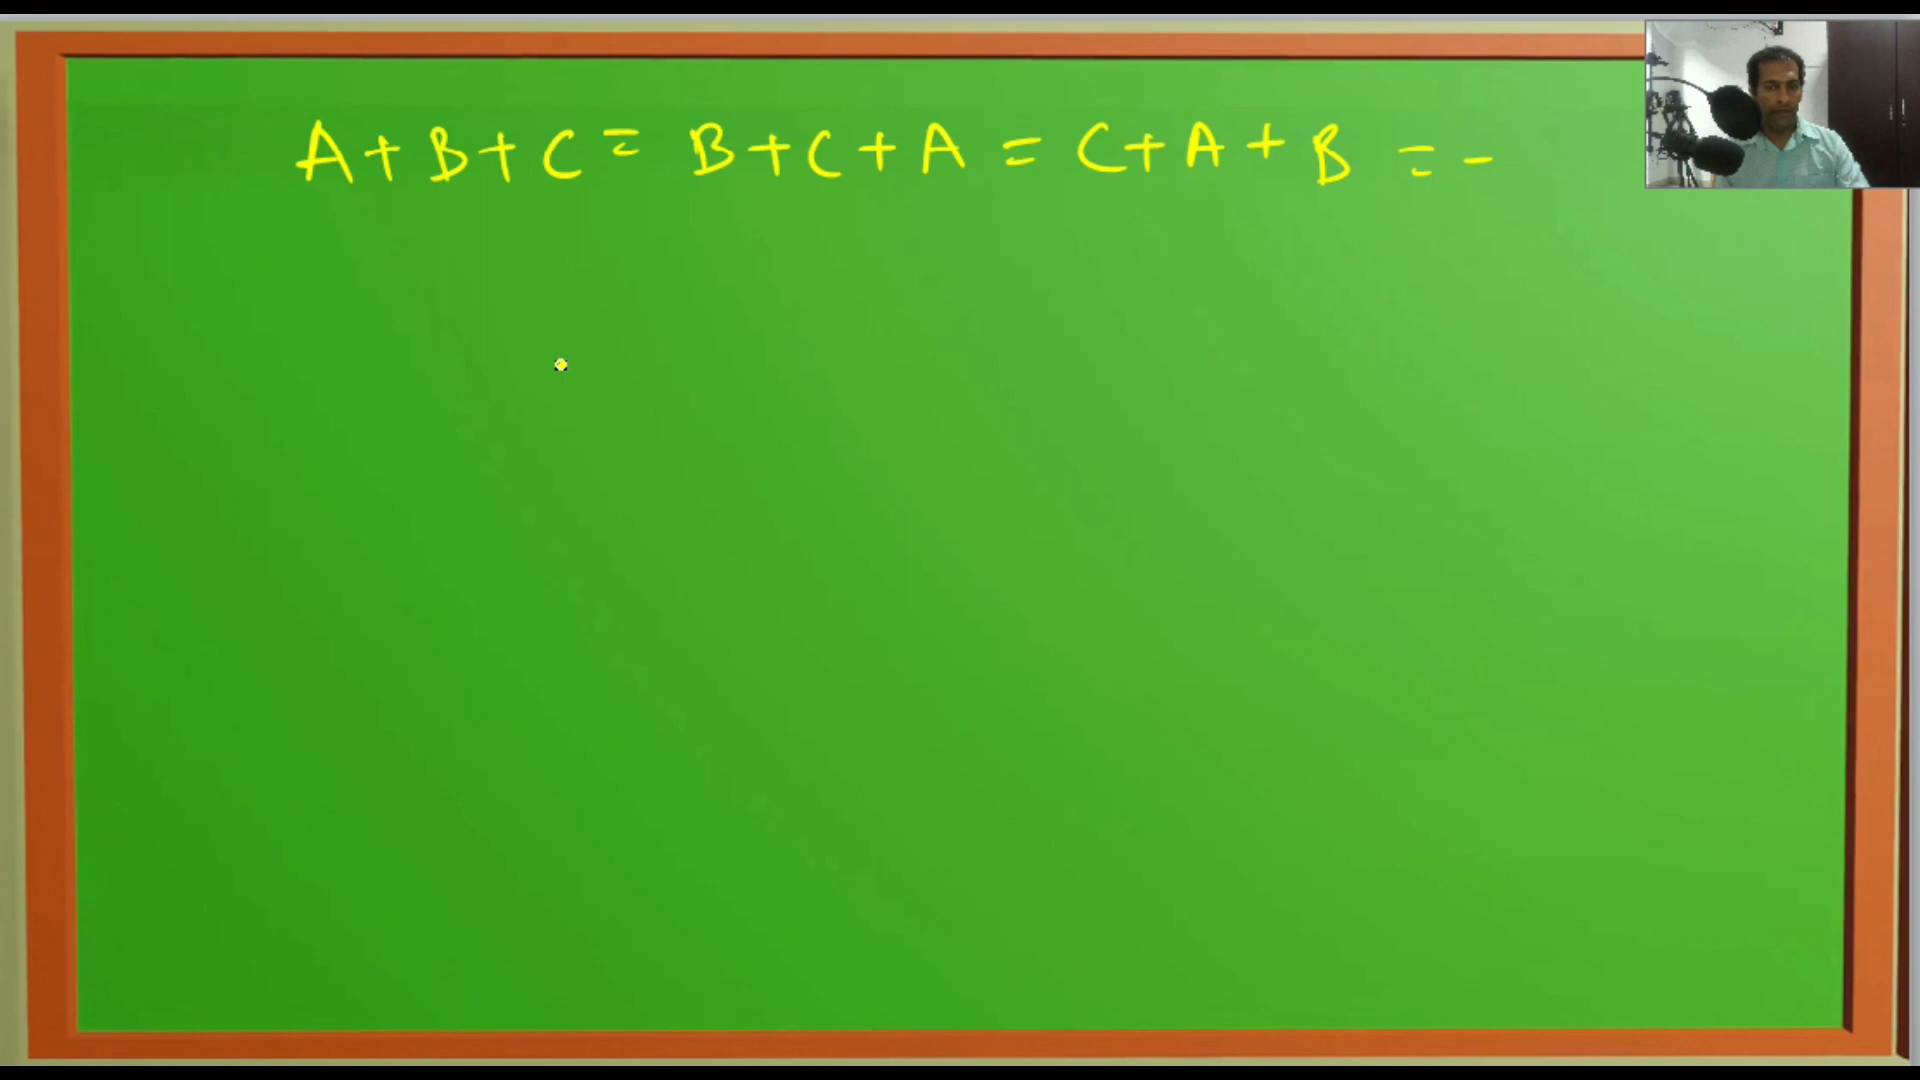 A + B + C = B + C + A = C + A + B = -